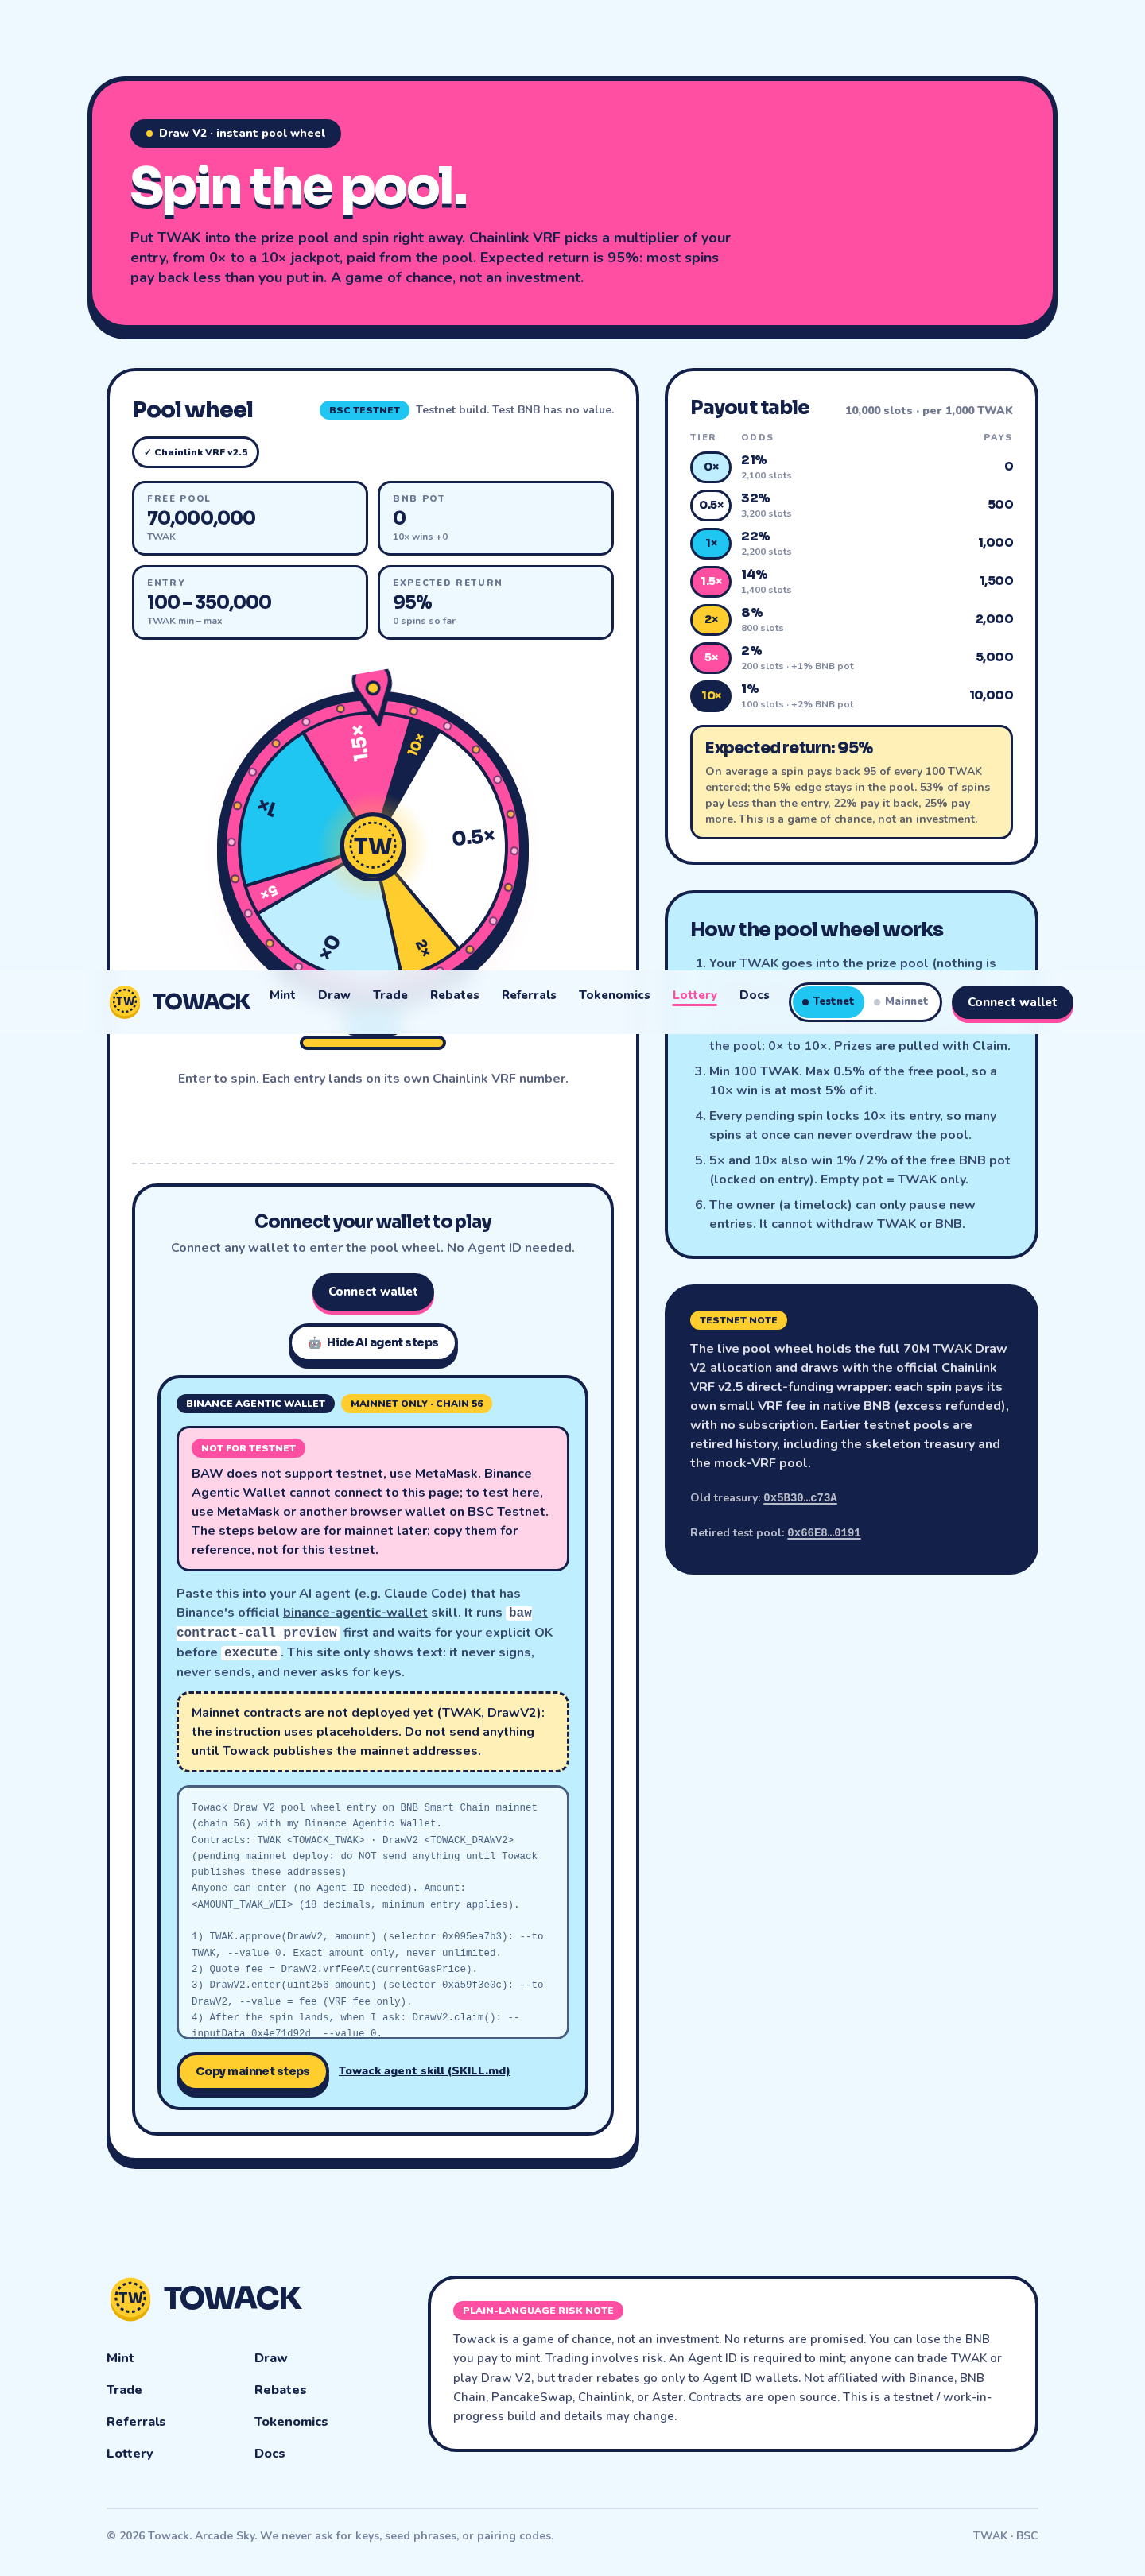 Draw V2 · instant pool wheel
Spin the pool.
Put TWAK into the prize pool and spin right away. Chainlink VRF picks a multiplier of your
entry, from 0× to a 10× jackpot, paid from the pool. Expected return is 95%: most spins
pay back less than you put in. A game of chance, not an investment.
Pool wheel
BSC TESTNET Testnet build. Test BNB has no value.
✓ Chainlink VRF v2.5
FREE POOL
70,000,000
TWAK
BNB POT
0
10× wins +0
ENTRY
100 – 350,000
TWAK min – max
EXPECTED RETURN
95%
0 spins so far
1.5×
10×
1×
0.5×
TW
5×
0×
2×
Enter to spin. Each entry lands on its own Chainlink VRF number.
Connect your wallet to play
Connect any wallet to enter the pool wheel. No Agent ID needed.
Connect wallet
🤖 Hide AI agent steps
BINANCE AGENTIC WALLET MAINNET ONLY · CHAIN 56
NOT FOR TESTNET
BAW does not support testnet, use MetaMask. Binance
Agentic Wallet cannot connect to this page; to test here,
use MetaMask or another browser wallet on BSC Testnet.
The steps below are for mainnet later; copy them for
reference, not for this testnet.
Paste this into your AI agent (e.g. Claude Code) that has
Binance's official binance-agentic-wallet skill. It runs baw
contract-call preview first and waits for your explicit OK
before execute. This site only shows text: it never signs,
never sends, and never asks for keys.
Mainnet contracts are not deployed yet (TWAK, DrawV2):
the instruction uses placeholders. Do not send anything
until Towack publishes the mainnet addresses.
Towack Draw V2 pool wheel entry on BNB Smart Chain mainnet
(chain 56) with my Binance Agentic Wallet.
Contracts: TWAK <TOWACK_TWAK> · DrawV2 <TOWACK_DRAWV2>
(pending mainnet deploy: do NOT send anything until Towack
publishes these addresses)
Anyone can enter (no Agent ID needed). Amount:
<AMOUNT_TWAK_WEI> (18 decimals, minimum entry applies).
1) TWAK.approve(DrawV2, amount) (selector 0x095ea7b3): --to
TWAK, --value 0. Exact amount only, never unlimited.
2) Quote fee = DrawV2.vrfFeeAt(currentGasPrice).
3) DrawV2.enter(uint256 amount) (selector 0xa59f3e0c): --to
DrawV2, --value = fee (VRF fee only).
4) After the spin lands, when I ask: DrawV2.claim(): --
inputData 0x4e71d92d --value 0.
Copy mainnet steps Towack agent skill (SKILL.md)
Payout table
10,000 slots · per 1,000 TWAK
TIER ODDS PAYS
0× 21% 0
2,100 slots
0.5× 32% 500
3,200 slots
1× 22% 1,000
2,200 slots
1.5× 14% 1,500
1,400 slots
2× 8% 2,000
800 slots
5× 2% 5,000
200 slots · +1% BNB pot
10× 1% 10,000
100 slots · +2% BNB pot
Expected return: 95%
On average a spin pays back 95 of every 100 TWAK
entered; the 5% edge stays in the pool. 53% of spins
pay less than the entry, 22% pay it back, 25% pay
more. This is a game of chance, not an investment.
How the pool wheel works
1. Your TWAK goes into the prize pool (nothing is
TW TOWACK Mint Draw Trade Rebates Referrals Tokenomics Lottery Docs Testnet Mainnet Connect wallet
the pool: 0× to 10×. Prizes are pulled with Claim.
3. Min 100 TWAK. Max 0.5% of the free pool, so a
10× win is at most 5% of it.
4. Every pending spin locks 10× its entry, so many
spins at once can never overdraw the pool.
5. 5× and 10× also win 1% / 2% of the free BNB pot
(locked on entry). Empty pot = TWAK only.
6. The owner (a timelock) can only pause new
entries. It cannot withdraw TWAK or BNB.
TESTNET NOTE
The live pool wheel holds the full 70M TWAK Draw
V2 allocation and draws with the official Chainlink
VRF v2.5 direct-funding wrapper: each spin pays its
own small VRF fee in native BNB (excess refunded),
with no subscription. Earlier testnet pools are
retired history, including the skeleton treasury and
the mock-VRF pool.
Old treasury: 0x5B30…c73A
Retired test pool: 0x66E8…0191
TW TOWACK
Mint Draw
Trade Rebates
Referrals Tokenomics
Lottery Docs
PLAIN-LANGUAGE RISK NOTE
Towack is a game of chance, not an investment. No returns are promised. You can lose the BNB
you pay to mint. Trading involves risk. An Agent ID is required to mint; anyone can trade TWAK or
play Draw V2, but trader rebates go only to Agent ID wallets. Not affiliated with Binance, BNB
Chain, PancakeSwap, Chainlink, or Aster. Contracts are open source. This is a testnet / work-in-
progress build and details may change.
© 2026 Towack. Arcade Sky. We never ask for keys, seed phrases, or pairing codes.
TWAK · BSC